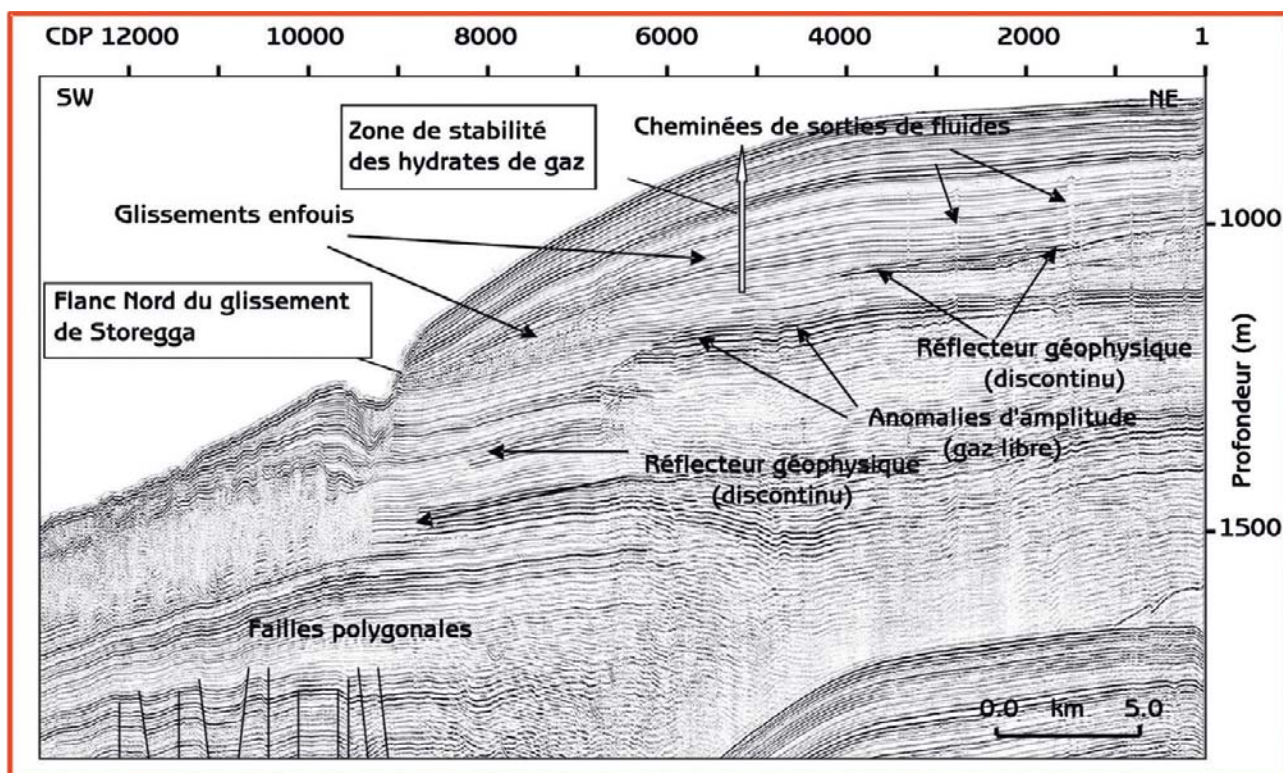 CDP 12000 10000 8000 6000 4000 2000 1
SW
NE
Zone de stabilité
des hydrates de gaz
Cheminées de sorties de fluides
Glissements enfouis
1000
Flanc Nord du glissement
de Storegga
Réflecteur géophysique
(discontinu)
Profondeur (m)
Anomalies d'amplitude
(gaz libre)
Réflecteur géophysique
(discontinu)
1500
Failles polygonales
0.0 km 5.0